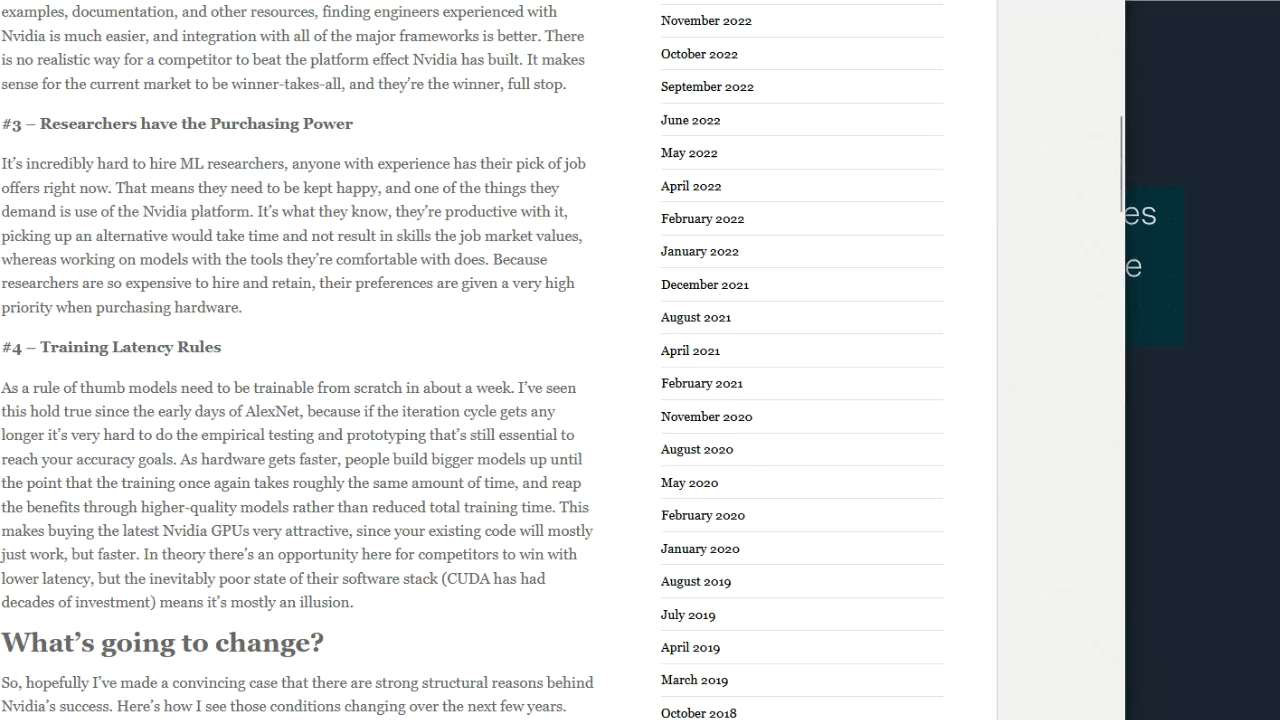 examples, documentation, and other resources, finding engineers experienced with
Nvidia is much easier, and integration with all of the major frameworks is better. There
is no realistic way for a competitor to beat the platform effect Nvidia has built. It makes
sense for the current market to be winner-takes-all, and they’re the winner, full stop.
#3 – Researchers have the Purchasing Power
It’s incredibly hard to hire ML researchers, anyone with experience has their pick of job
offers right now. That means they need to be kept happy, and one of the things they
demand is use of the Nvidia platform. It’s what they know, they’re productive with it,
picking up an alternative would take time and not result in skills the job market values,
whereas working on models with the tools they’re comfortable with does. Because
researchers are so expensive to hire and retain, their preferences are given a very high
priority when purchasing hardware.
#4 – Training Latency Rules
As a rule of thumb models need to be trainable from scratch in about a week. I’ve seen
this hold true since the early days of AlexNet, because if the iteration cycle gets any
longer it’s very hard to do the empirical testing and prototyping that’s still essential to
reach your accuracy goals. As hardware gets faster, people build bigger models up until
the point that the training once again takes roughly the same amount of time, and reap
the benefits through higher-quality models rather than reduced total training time. This
makes buying the latest Nvidia GPUs very attractive, since your existing code will mostly
just work, but faster. In theory there’s an opportunity here for competitors to win with
lower latency, but the inevitably poor state of their software stack (CUDA has had
decades of investment) means it’s mostly an illusion.
What’s going to change?
So, hopefully I’ve made a convincing case that there are strong structural reasons behind
Nvidia’s success. Here’s how I see those conditions changing over the next few years.
November 2022
October 2022
September 2022
June 2022
May 2022
April 2022
February 2022
January 2022
December 2021
August 2021
April 2021
February 2021
November 2020
August 2020
May 2020
February 2020
January 2020
August 2019
July 2019
April 2019
March 2019
October 2018
es
e